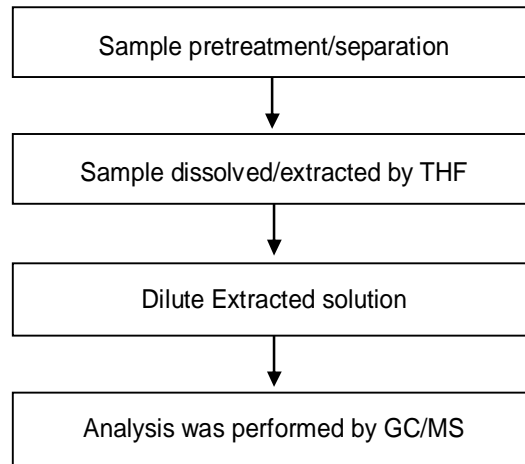 Sample pretreatment/separation
Sample dissolved/extracted by THF
Dilute Extracted solution
Analysis was performed by GC/MS